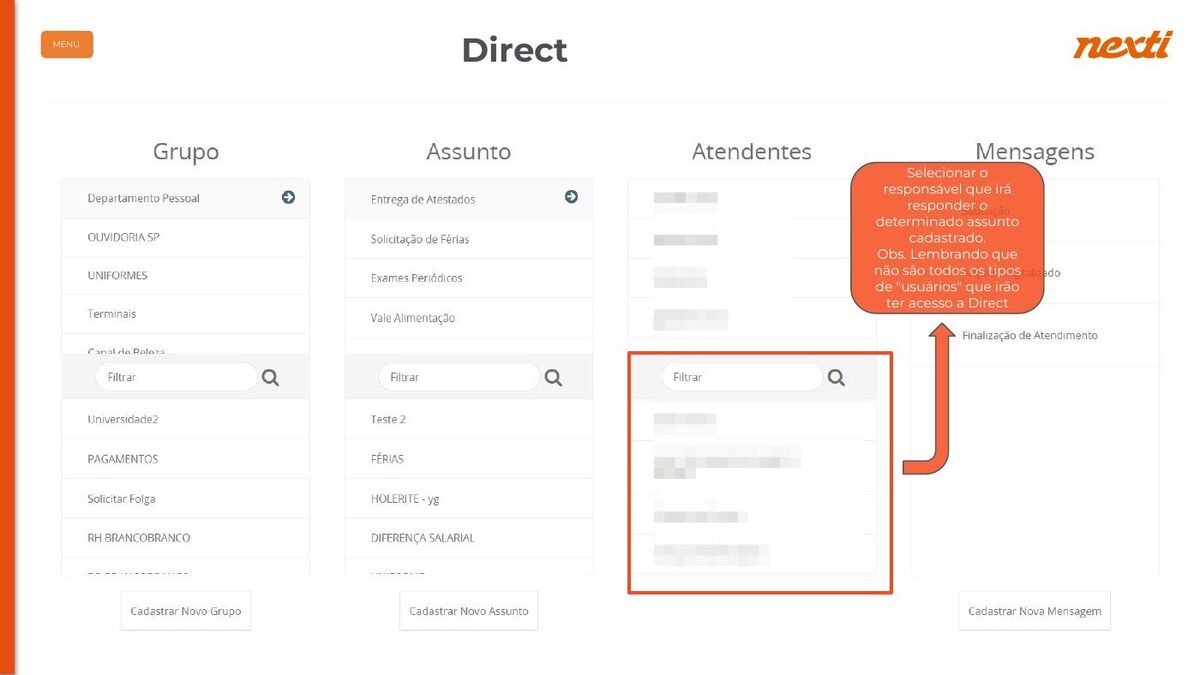 MENU
Direct
nexti
Grupo
Departamento Pessoal
OUVIDORIA SP
UNIFORMES
Terminais
Canal de Beleza
Filtrar
Universidade2
PAGAMENTOS
Solicitar Folga
RH BRANCOBRANCO
Cadastrar Novo Grupo
Assunto
Entrega de Atestados
Solicitação de Férias
Exames Periódicos
Vale Alimentação
Filtrar
Teste 2
FÉRIAS
HOLERITE - yg
DIFERENÇA SALARIAL
Cadastrar Novo Assunto
Atendentes
Filtrar
Mensagens
Selecionar o
responsável que irá
responder o
determinado assunto
cadastrado.
Obs. Lembrando que
não são todos os tipos
de "usuários" que irão
ter acesso a Direct
Finalização de Atendimento
Cadastrar Nova Mensagem